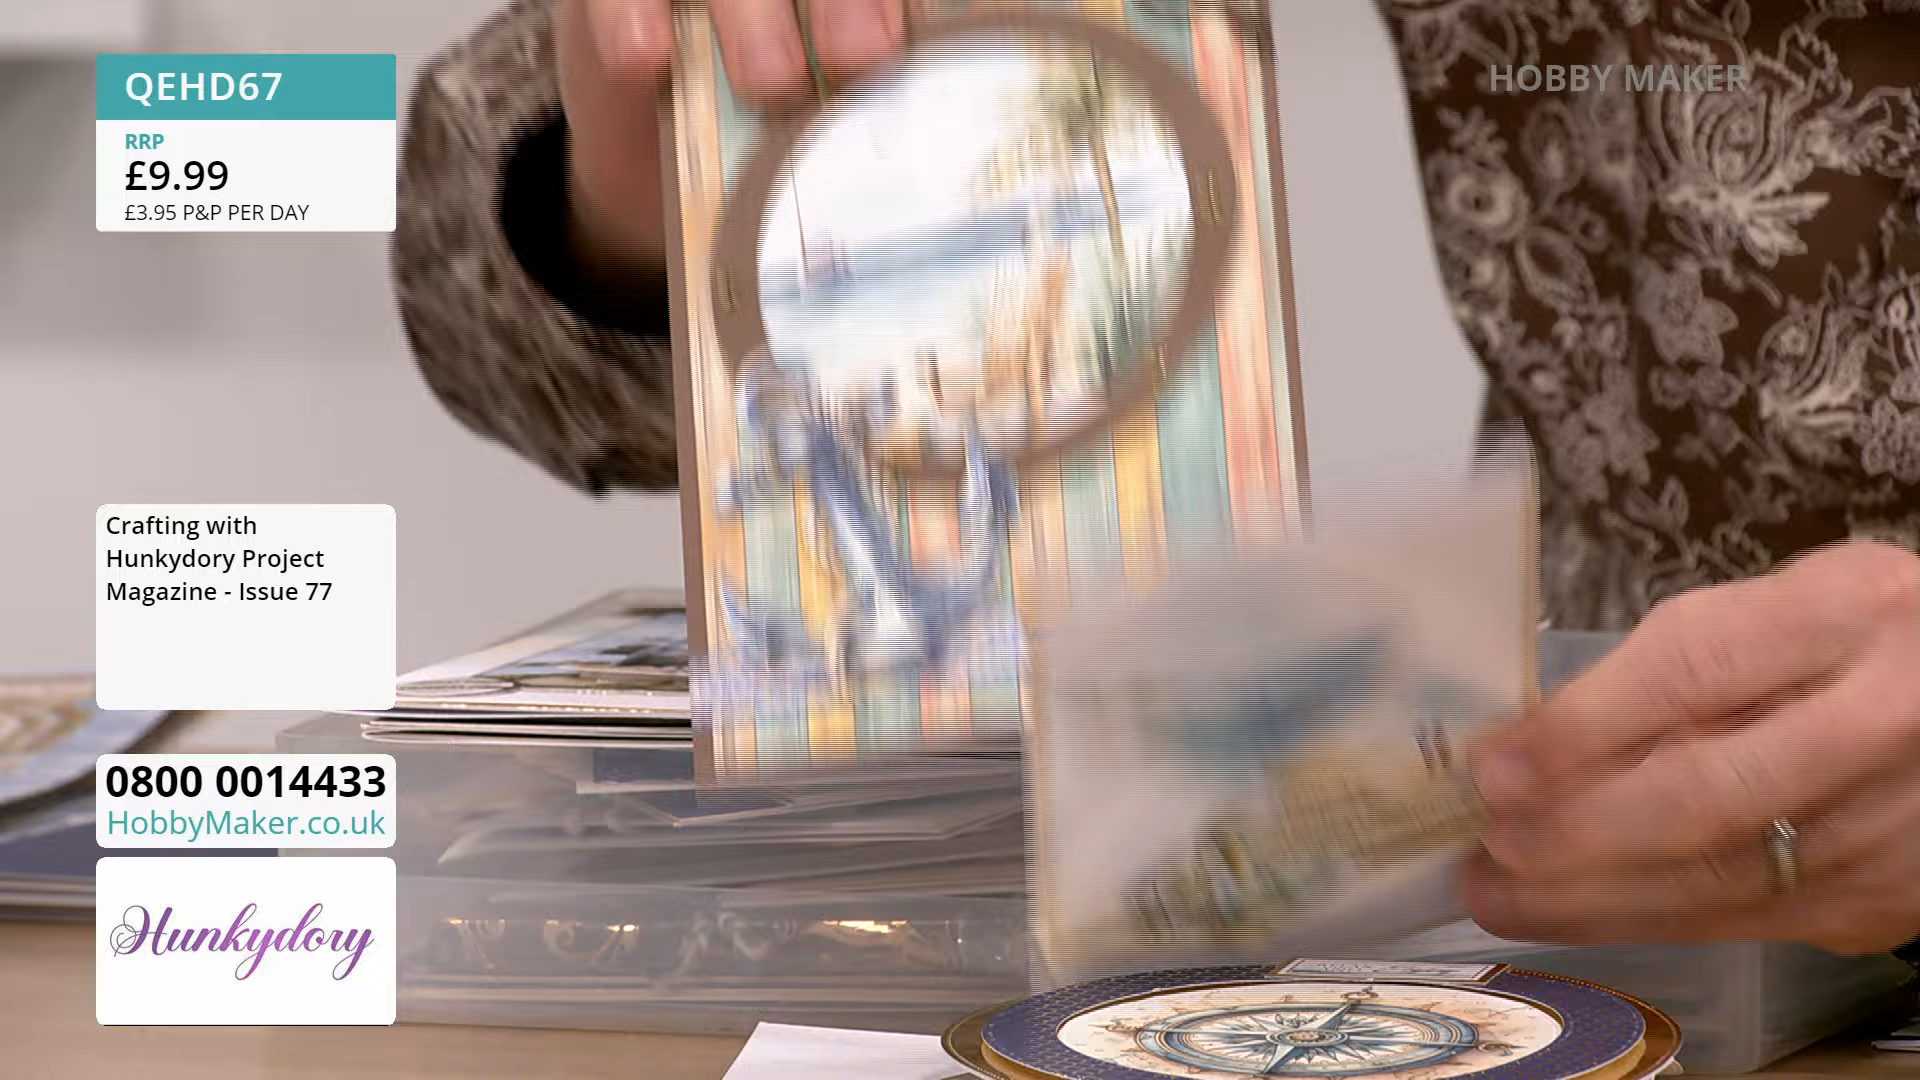 QEHD67
RRP
£9.99
£3.95 P&P PER DAY
HOBBY MAKER
Crafting with
Hunkydory Project
Magazine - Issue 77
0800 0014433
HobbyMaker.co.uk
Hunkydory